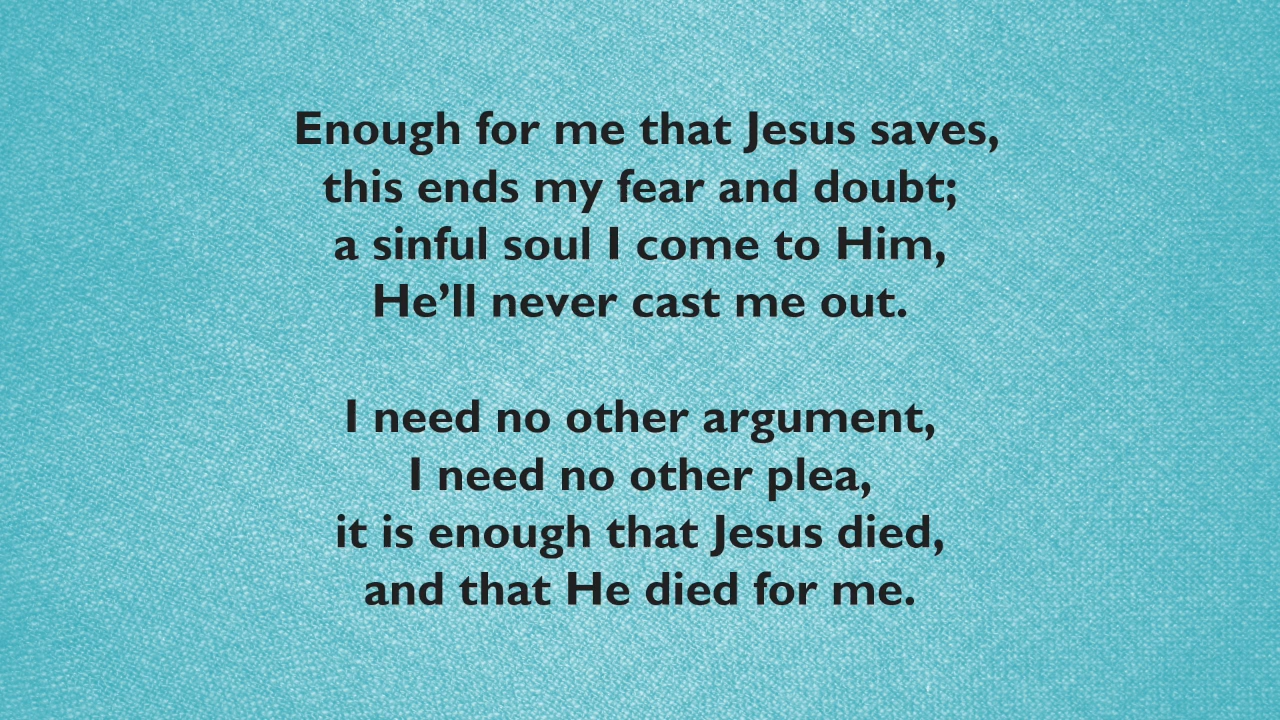 Enough for me that Jesus saves,
this ends my fear and doubt;
a sinful soul I come to Him,
He’ll never cast me out.
I need no other argument,
I need no other plea,
it is enough that Jesus died,
and that He died for me.